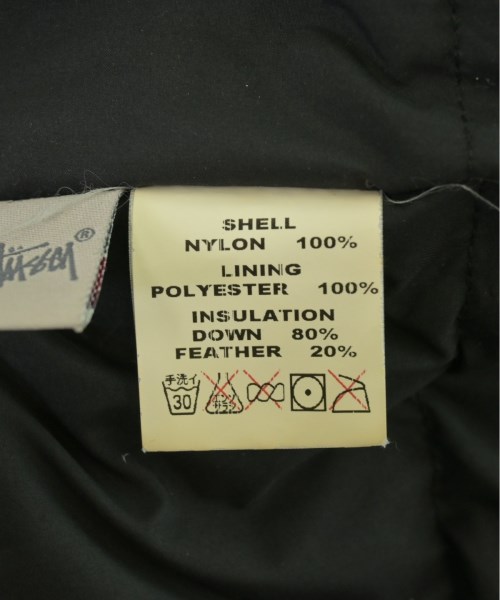 SHELL
NYLON 100%
LINING
POLYESTER 100%
INSULATION
DOWN 80%
FEATHER 20%
手洗イ
30
®